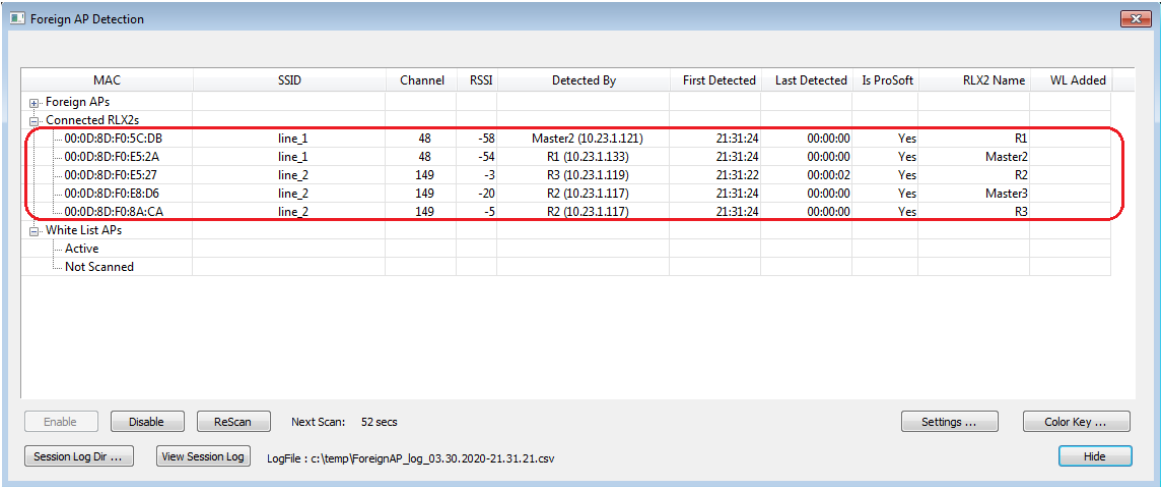 Foreign AP Detection
MAC SSID Channel RSSI Detected By First Detected Last Detected Is ProSoft RLX2 Name WL Added
Foreign APs
Connected RLX2s
00:0D:8D:F0:5C:DB line_1 48 -58 Master2 (10.23.1.121) 21:31:24 00:00:00 Yes R1
00:0D:8D:F0:E5:2A line_1 48 -54 R1 (10.23.1.133) 21:31:24 00:00:00 Yes Master2
00:0D:8D:F0:E5:27 line_2 149 -3 R3 (10.23.1.119) 21:31:22 00:00:02 Yes R2
00:0D:8D:F0:E8:D6 line_2 149 -20 R2 (10.23.1.117) 21:31:24 00:00:00 Yes Master3
00:0D:8D:F0:8A:CA line_2 149 -5 R2 (10.23.1.117) 21:31:24 00:00:00 Yes R3
White List APs
Active
Not Scanned
Enable Disable ReScan Next Scan: 52 secs Settings ... Color Key ...
Session Log Dir ... View Session Log LogFile : c:\temp\ForeignAP_log_03.30.2020-21.31.21.csv Hide